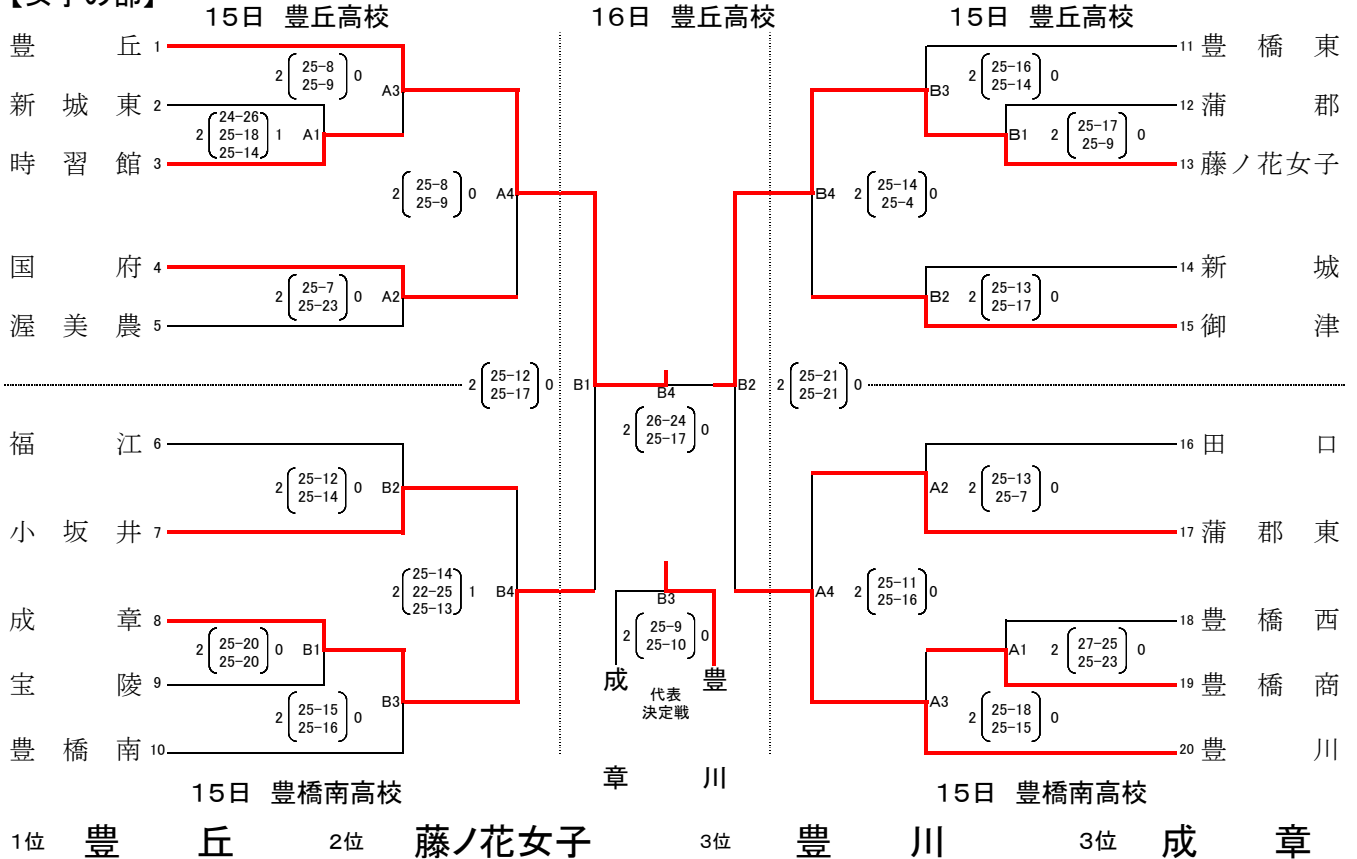 【女子の部】
15日 豊丘高校 16日 豊丘高校 15日 豊丘高校
豊丘 1 11 豊橋東
2 25-8 25-9 0 A3
B3 2 25-16 25-14 0
新城東 2 12 蒲郡
2 24-26 25-18 25-14 1 A1
B1 2 25-17 25-9 0
時習館 3 13 藤ノ花女子
2 25-8 25-9 0 A4
B4 2 25-14 25-4 0
国府 4 14 新城
2 25-7 25-23 0 A2
B2 2 25-13 25-17 0
渥美農 5 15 御津
2 25-12 25-17 0 B1
B4
2 26-24 25-17 0
B2 2 25-21 25-21 0
福江 6 16 田口
2 25-12 25-14 0 B2
A2 2 25-13 25-7 0
小坂井 7 17 蒲郡東
2 25-14 22-25 25-13 1 B4
B3
2 25-9 25-10 0
A4 2 25-11 25-16 0
成章 8 18 豊橋西
2 25-20 25-20 0 B1
A1 2 27-25 25-23 0
宝陵 9 19 豊橋商
2 25-15 25-16 0 B3
A3 2 25-18 25-15 0
豊橋南 10 20 豊川
成章 豊川
代表
決定戦
15日 豊橋南高校 15日 豊橋南高校
1位 豊丘 2位 藤ノ花女子 3位 豊川 3位 成章